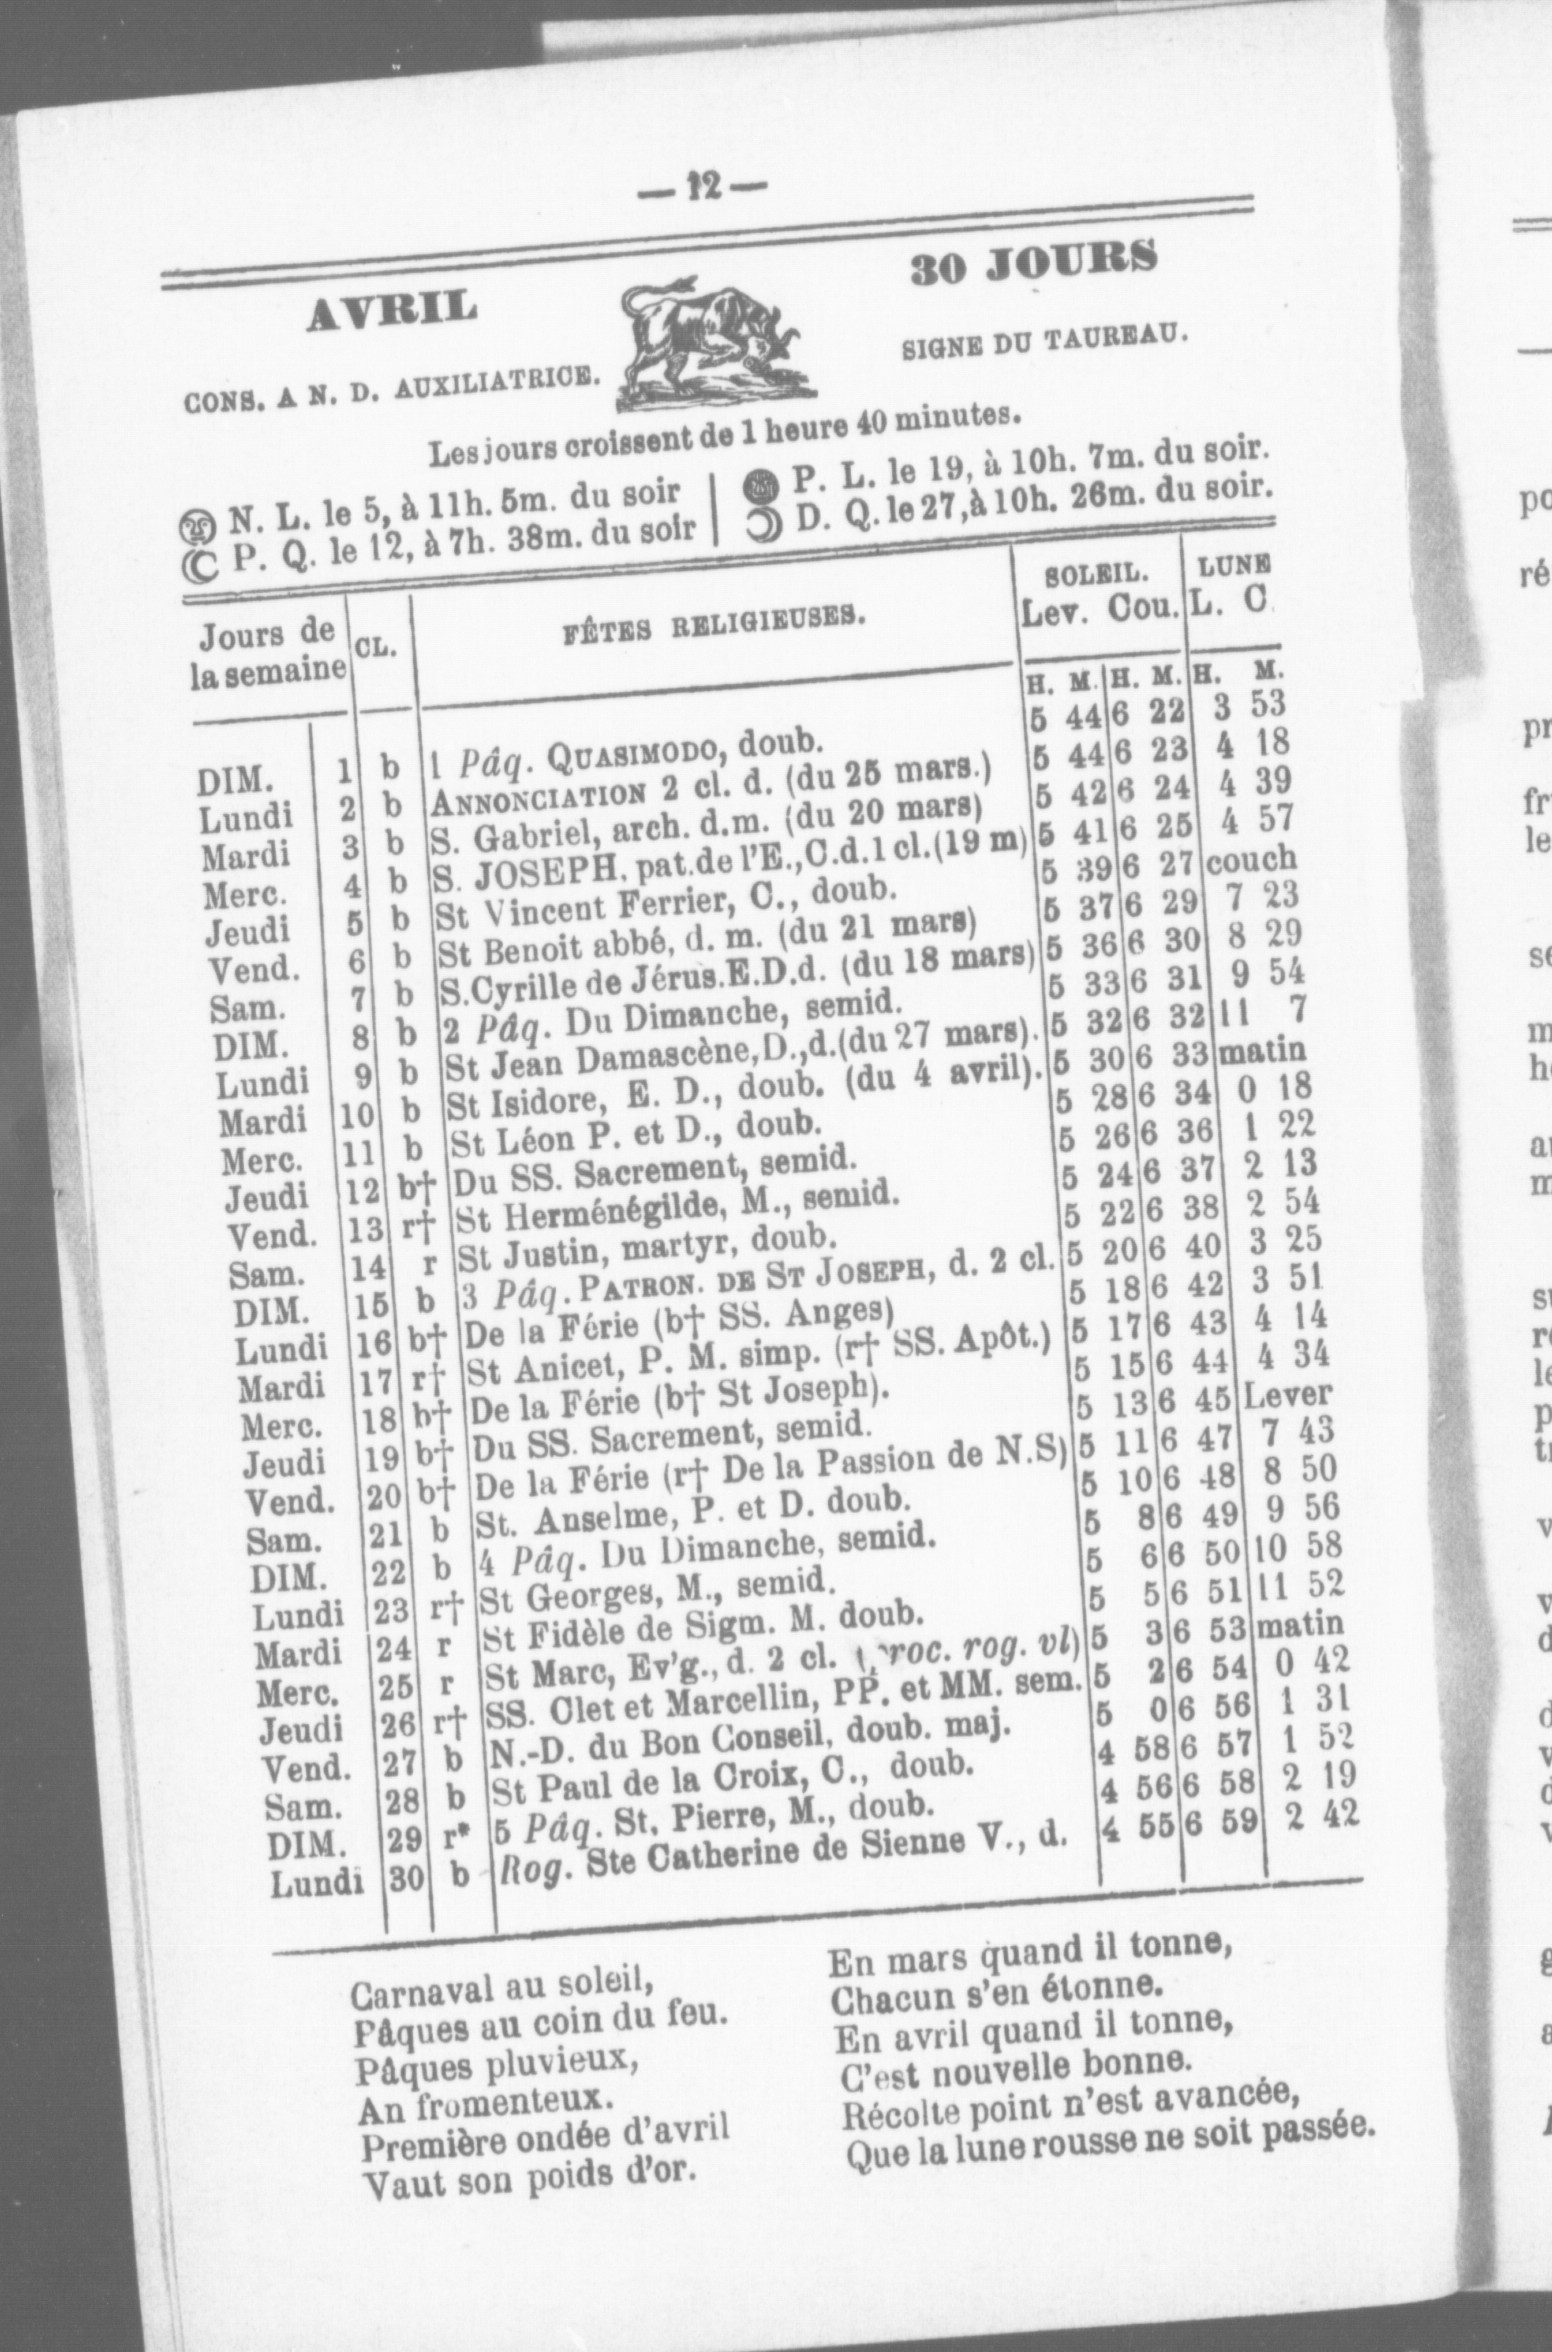 — 12 —
AVRIL
30 JOURS
CONS. A N. D. AUXILIATRICE.
SIGNE DU TAUREAU.
Les jours croissent de 1 heure 40 minutes.
N. L. le 5, à 11h. 5m. du soir
P. Q. le 12, à 7h. 38m. du soir
P. L. le 19, à 10h. 7m. du soir.
D. Q. le 27, à 10h. 26m. du soir.
Jours de la semaine CL. FÊTES RELIGIEUSES. SOLEIL. Lev. Cou. LUNE L. C.
H. M. H. M. H. M.
DIM. 1 b 1 Pâq. QUASIMODO, doub. 5 44 6 22 3 53
Lundi 2 b ANNONCIATION 2 cl. d. (du 25 mars.) 5 44 6 23 4 18
Mardi 3 b S. Gabriel, arch. d.m. (du 20 mars) 5 42 6 24 4 39
Merc. 4 b S. JOSEPH, pat. de l'E., C.d. 1 cl. (19 m) 5 41 6 25 4 57
Jeudi 5 b St Vincent Ferrier, C., doub. 5 39 6 27 couch
Vend. 6 b St Benoit abbé, d. m. (du 21 mars) 5 37 6 29 7 23
Sam. 7 b S. Cyrille de Jérus. E.D.d. (du 18 mars) 5 36 6 30 8 29
DIM. 8 b 2 Pâq. Du Dimanche, semid. 5 33 6 31 9 54
Lundi 9 b St Jean Damascène, D., d. (du 27 mars). 5 32 6 32 11 7
Mardi 10 b St Isidore, E. D., doub. (du 4 avril). 5 30 6 33 matin
Merc. 11 b St Léon P. et D., doub. 5 28 6 34 0 18
Jeudi 12 b† Du SS. Sacrement, semid. 5 26 6 36 1 22
Vend. 13 r† St Herménégilde, M., semid. 5 24 6 37 2 13
Sam. 14 r St Justin, martyr, doub. 5 22 6 38 2 54
DIM. 15 b 3 Pâq. PATRON. DE ST JOSEPH, d. 2 cl. 5 20 6 40 3 25
Lundi 16 b† De la Férie (b† SS. Anges) 5 18 6 42 3 51
Mardi 17 r† St Anicet, P. M. simp. (r† SS. Apôt.) 5 17 6 43 4 14
Merc. 18 b† De la Férie (b† St Joseph). 5 15 6 44 4 34
Jeudi 19 b† Du SS. Sacrement, semid. 5 13 6 45 Lever
Vend. 20 b† De la Férie (r† De la Passion de N.S) 5 11 6 47 7 43
Sam. 21 b St. Anselme, P. et D. doub. 5 10 6 48 8 50
DIM. 22 b 4 Pâq. Du Dimanche, semid. 5 8 6 49 9 56
Lundi 23 r† St Georges, M., semid. 5 6 6 50 10 58
Mardi 24 r St Fidèle de Sigm. M. doub. 5 5 6 51 11 52
Merc. 25 r St Marc, Ev'g., d. 2 cl. roc. rog. vl) 5 3 6 53 matin
Jeudi 26 r† SS. Clet et Marcellin, PP. et MM. sem. 5 2 6 54 0 42
Vend. 27 b N.-D. du Bon Conseil, doub. maj. 5 0 6 56 1 31
Sam. 28 b St Paul de la Croix, C., doub. 4 58 6 57 1 52
DIM. 29 r* 5 Pâq. St. Pierre, M., doub. 4 56 6 58 2 19
Lundi 30 b Rog. Ste Catherine de Sienne V., d. 4 55 6 59 2 42
Carnaval au soleil,
Pâques au coin du feu.
Pâques pluvieux,
An fromenteux.
Première ondée d'avril
Vaut son poids d'or.
En mars quand il tonne,
Chacun s'en étonne.
En avril quand il tonne,
C'est nouvelle bonne.
Récolte point n'est avancée,
Que la lune rousse ne soit passée.